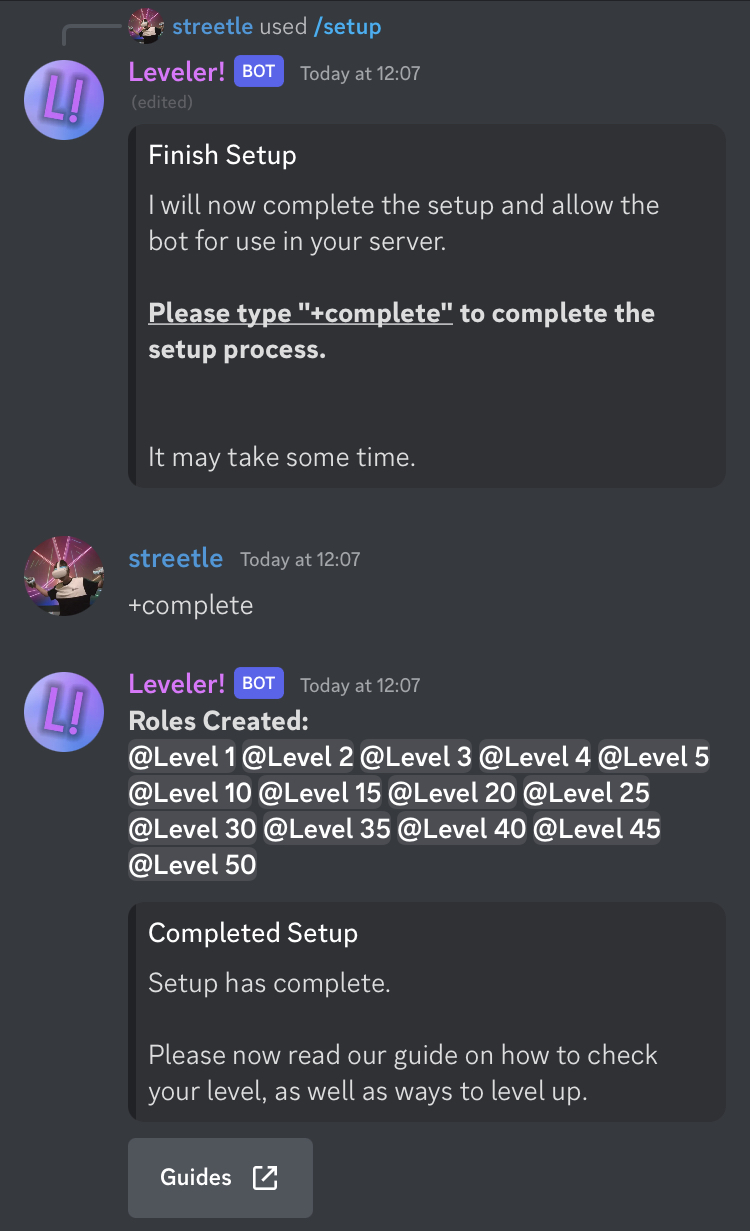 streetle used /setup
L!
Leveler! BOT Today at 12:07
(edited)
Finish Setup
I will now complete the setup and allow the
bot for use in your server.
Please type "+complete" to complete the
setup process.
It may take some time.
streetle Today at 12:07
+complete
L!
Leveler! BOT Today at 12:07
Roles Created:
@Level 1 @Level 2 @Level 3 @Level 4 @Level 5
@Level 10 @Level 15 @Level 20 @Level 25
@Level 30 @Level 35 @Level 40 @Level 45
@Level 50
Completed Setup
Setup has complete.
Please now read our guide on how to check
your level, as well as ways to level up.
Guides